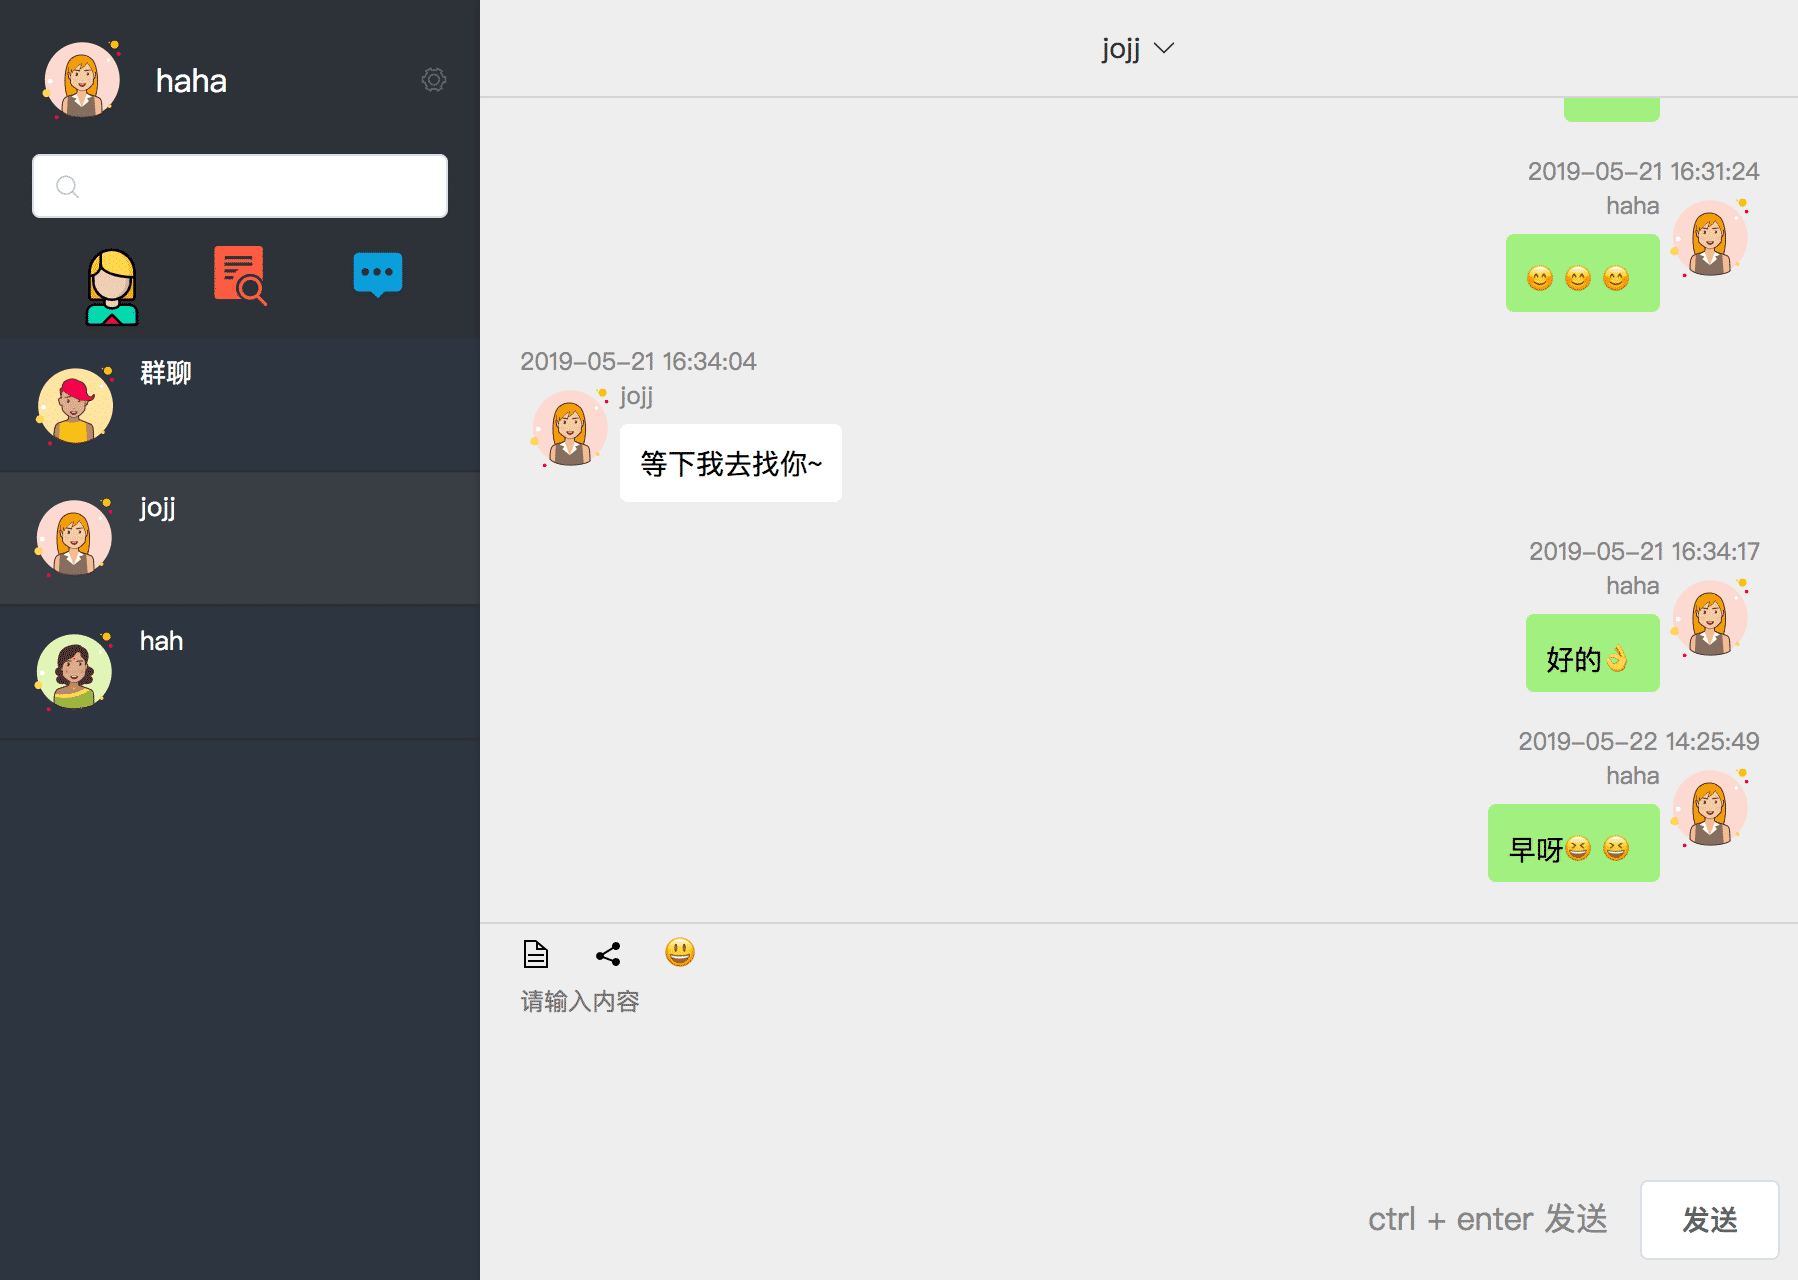 haha
群聊
jojj
hah
jojj
2019-05-21 16:31:24
haha
😊 😊 😊
2019-05-21 16:34:04
jojj
等下我去找你~
2019-05-21 16:34:17
haha
好的👌
2019-05-22 14:25:49
haha
早呀😆 😆
请输入内容
ctrl + enter 发送
发送